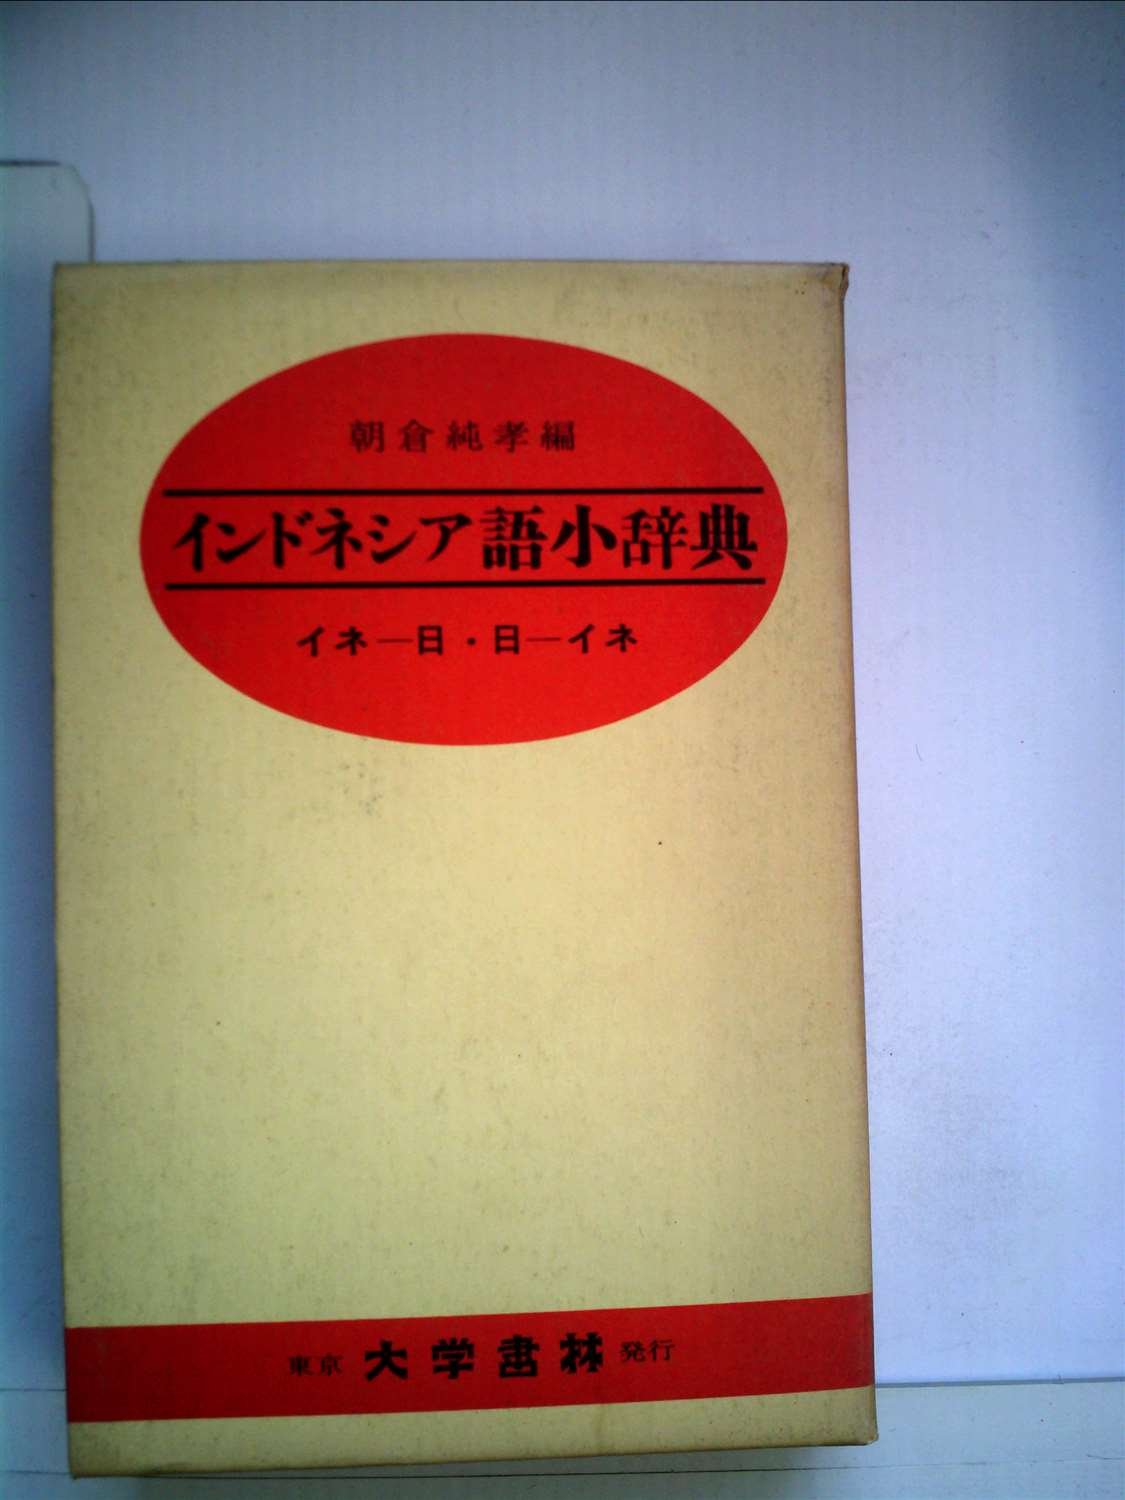 朝倉純孝編
インドネシア語小辞典
イネ―日・日―イネ
東京 大学書林 発行